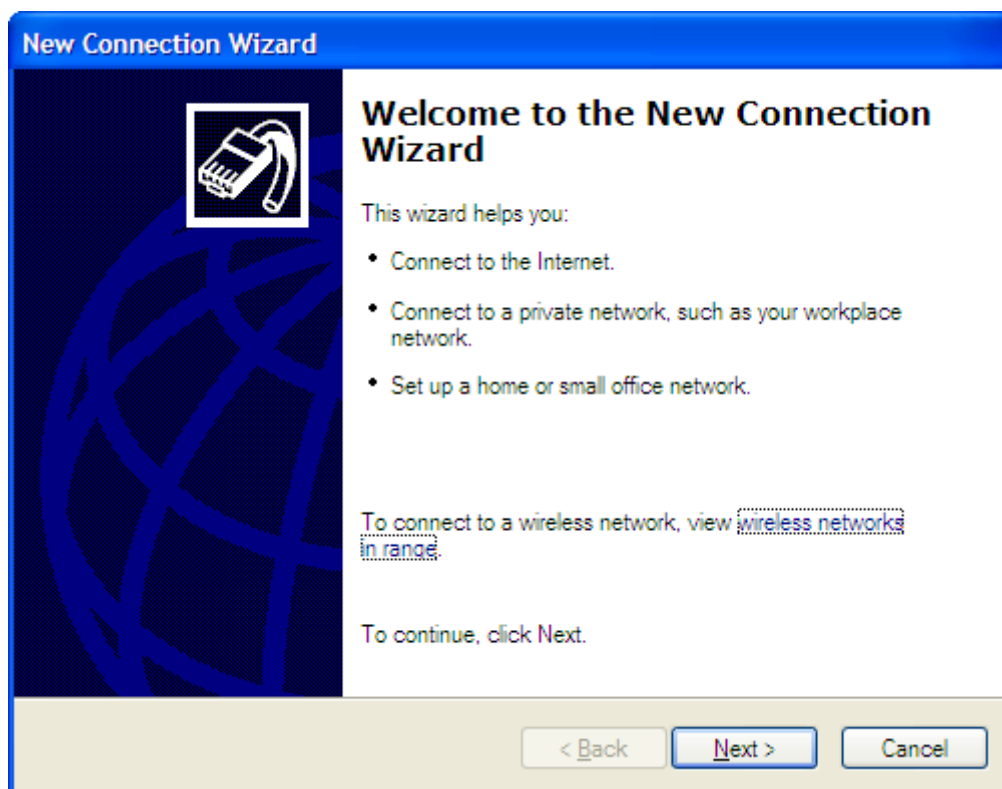 New Connection Wizard
Welcome to the New Connection
Wizard
This wizard helps you:
• Connect to the Internet.
• Connect to a private network, such as your workplace
network.
• Set up a home or small office network.
To connect to a wireless network, view wireless networks
in range.
To continue, click Next.
< Back
Next >
Cancel